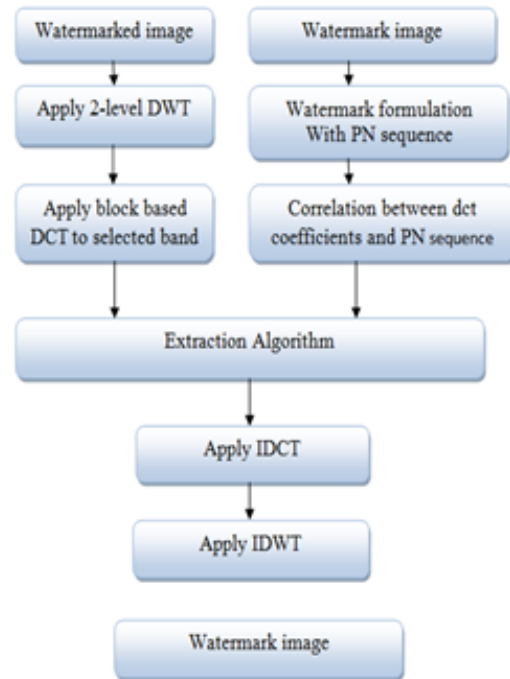 Watermarked image
Watermark image
Apply 2-level DWT
Watermark formulation
With PN sequence
Apply block based
DCT to selected band
Correlation between dct
coefficients and PN sequence
Extraction Algorithm
Apply IDCT
Apply IDWT
Watermark image